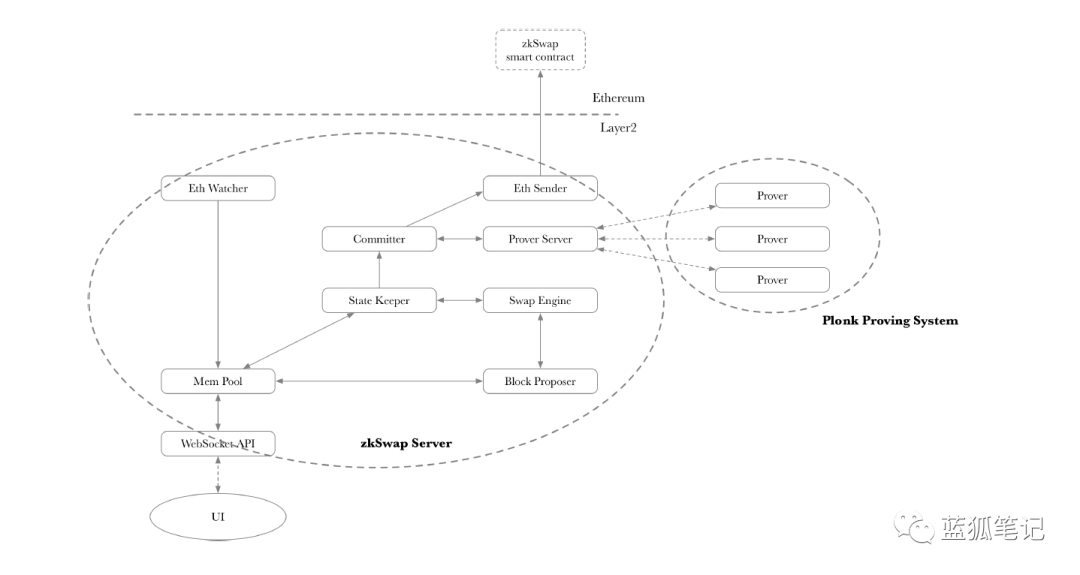 zkSwap
smart contract
Ethereum
Layer2
Eth Watcher
Eth Sender
Prover
Committer
Prover Server
Prover
Prover
State Keeper
Swap Engine
Plonk Proving System
Mem Pool
Block Proposer
WebSocket API
zkSwap Server
UI
蓝狐笔记